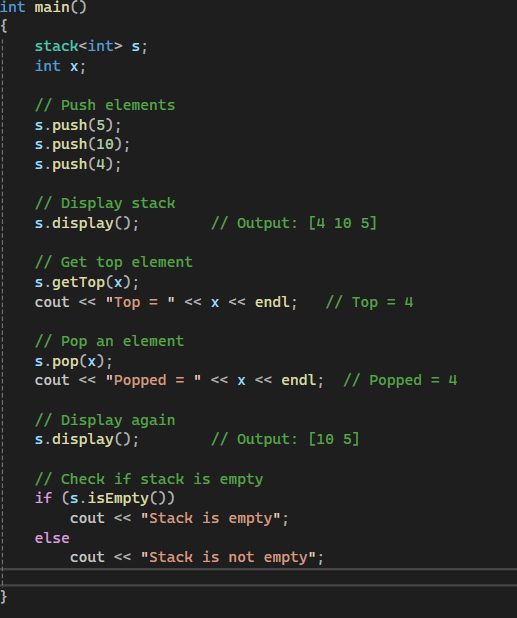 int main()
{
    stack<int> s;
    int x;
    // Push elements
    s.push(5);
    s.push(10);
    s.push(4);
    // Display stack
    s.display();        // Output: [4 10 5]
    // Get top element
    s.getTop(x);
    cout << "Top = " << x << endl;   // Top = 4
    // Pop an element
    s.pop(x);
    cout << "Popped = " << x << endl;  // Popped = 4
    // Display again
    s.display();        // Output: [10 5]
    // Check if stack is empty
    if (s.isEmpty())
        cout << "Stack is empty";
    else
        cout << "Stack is not empty";
}